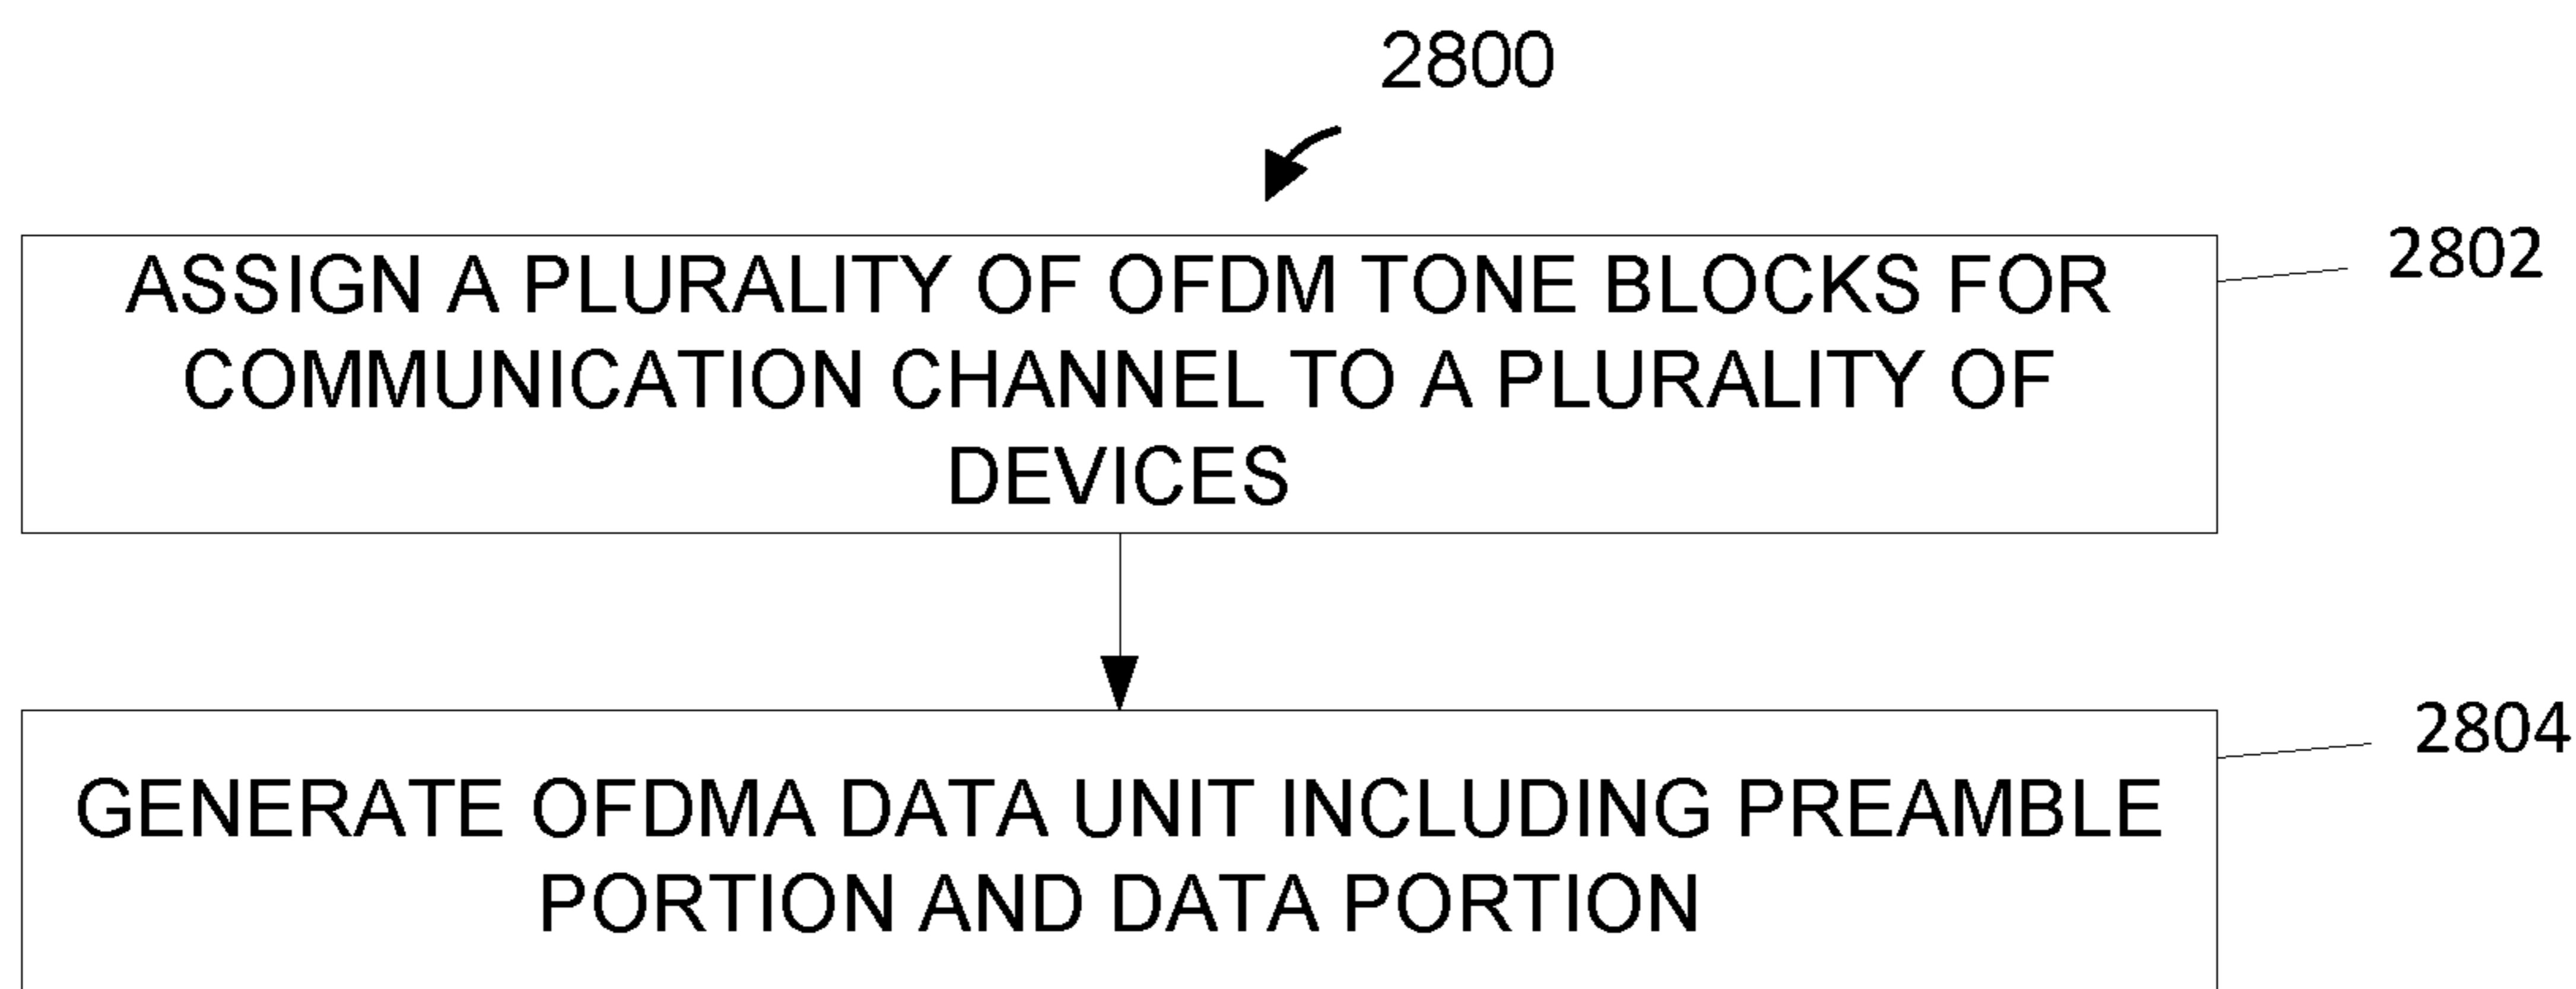 2800
ASSIGN A PLURALITY OF OFDM TONE BLOCKS FOR
COMMUNICATION CHANNEL TO A PLURALITY OF
DEVICES
2802
GENERATE OFDMA DATA UNIT INCLUDING PREAMBLE
PORTION AND DATA PORTION
2804